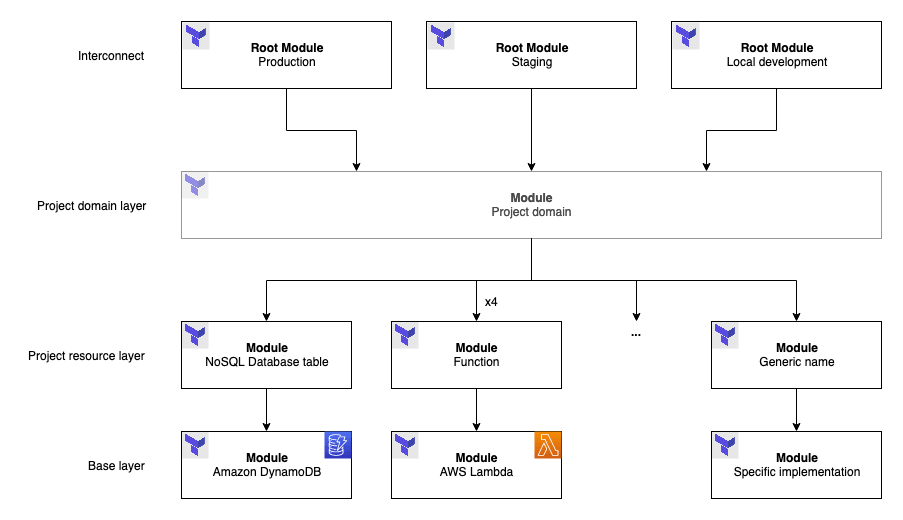 Interconnect
Root Module
Production
Root Module
Staging
Root Module
Local development
Project domain layer
Module
Project domain
x4
Project resource layer
Module
NoSQL Database table
Module
Function
...
Module
Generic name
Base layer
Module
Amazon DynamoDB
Module
AWS Lambda
Module
Specific implementation